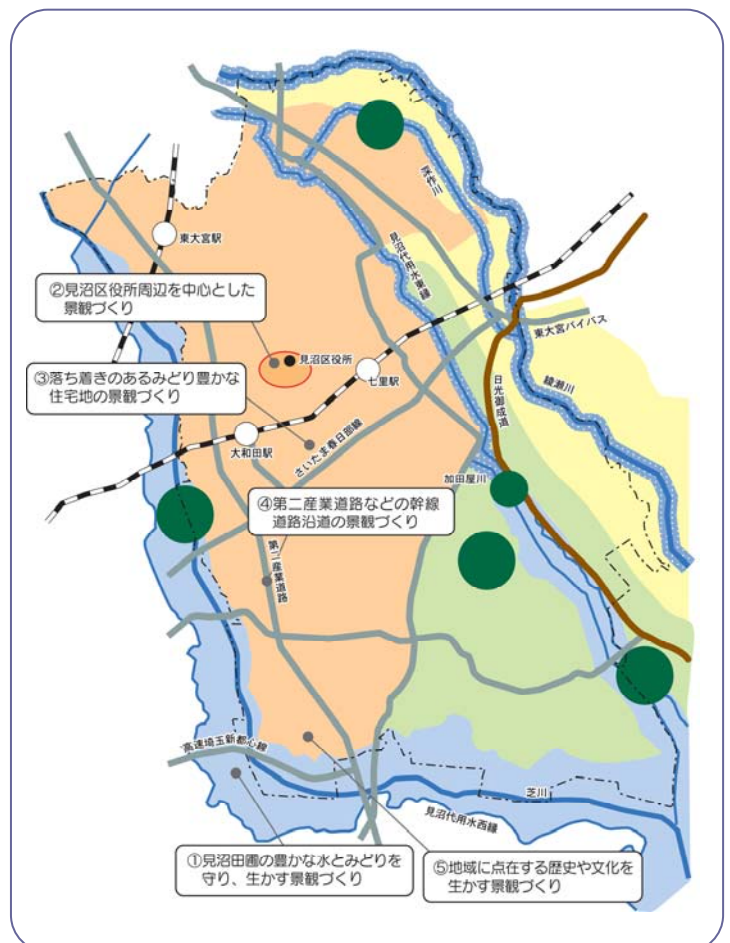 深作川
東大宮駅
見沼代用水東縁
②見沼区役所周辺を中心とした
景観づくり
東大宮バイパス
見沼区役所
③落ち着きのあるみどり豊かな
住宅地の景観づくり
七里駅
日光御成道
綾瀬川
さいたま春日部線
大和田駅
加田屋川
④第二産業道路などの幹線
道路沿道の景観づくり
第二産業道路
高速埼玉新都心線
芝川
見沼代用水西縁
①見沼田圃の豊かな水とみどりを
守り、生かす景観づくり
⑤地域に点在する歴史や文化を
生かす景観づくり